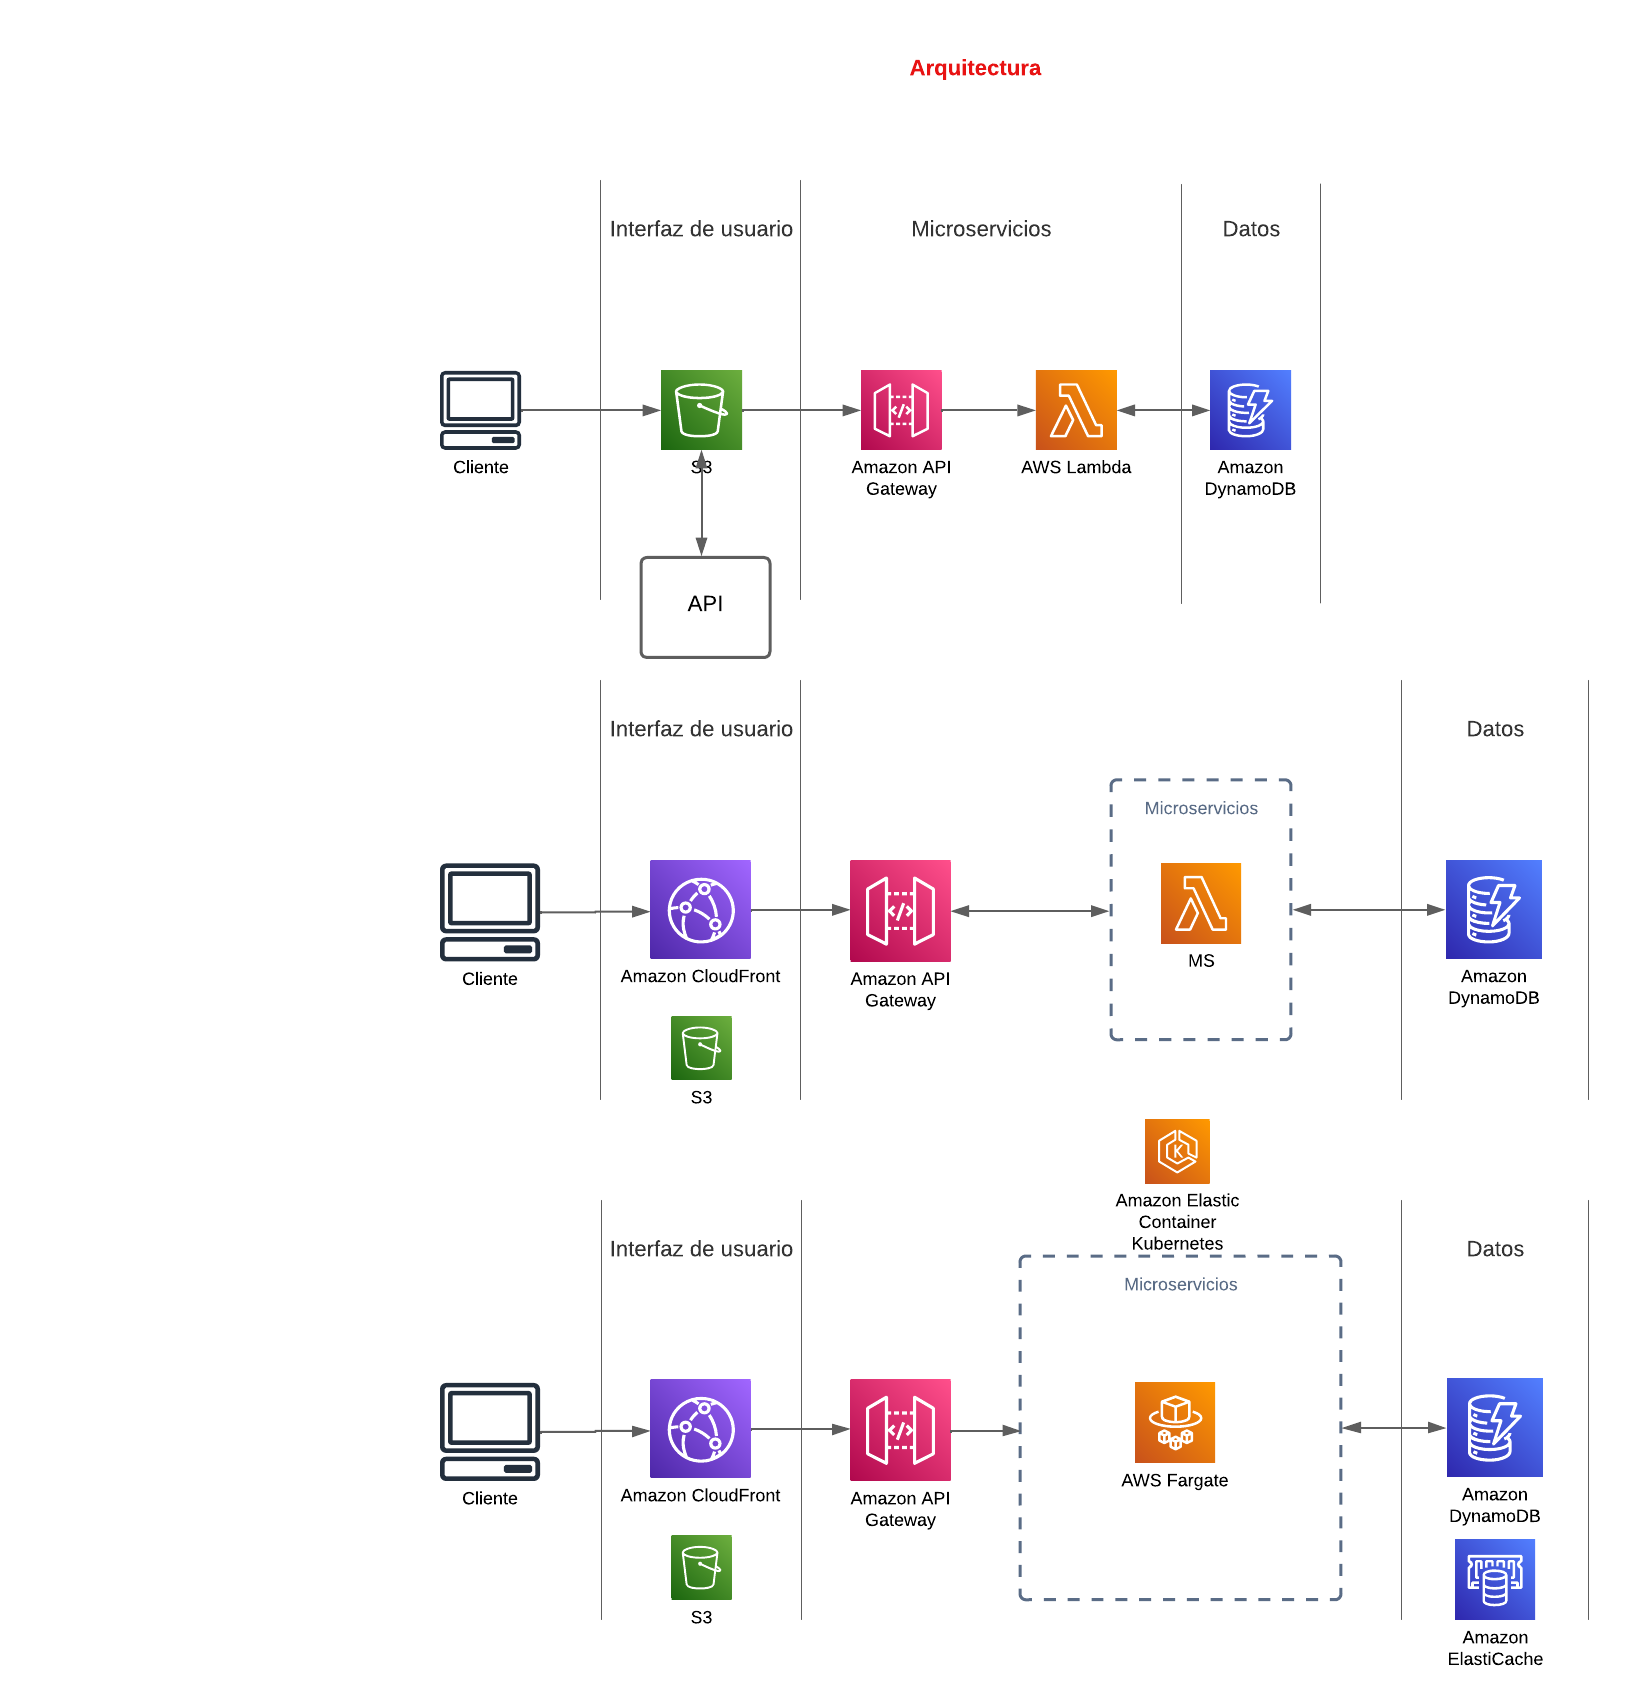 Arquitectura
Interfaz de usuario
Microservicios
Datos
Cliente
S3
Amazon API
Gateway
AWS Lambda
Amazon
DynamoDB
API
Interfaz de usuario
Datos
Microservicios
Cliente
Amazon CloudFront
Amazon API
Gateway
MS
Amazon
DynamoDB
S3
Amazon Elastic
Container
Kubernetes
Interfaz de usuario
Datos
Microservicios
Cliente
Amazon CloudFront
Amazon API
Gateway
AWS Fargate
Amazon
DynamoDB
S3
Amazon
ElastiCache